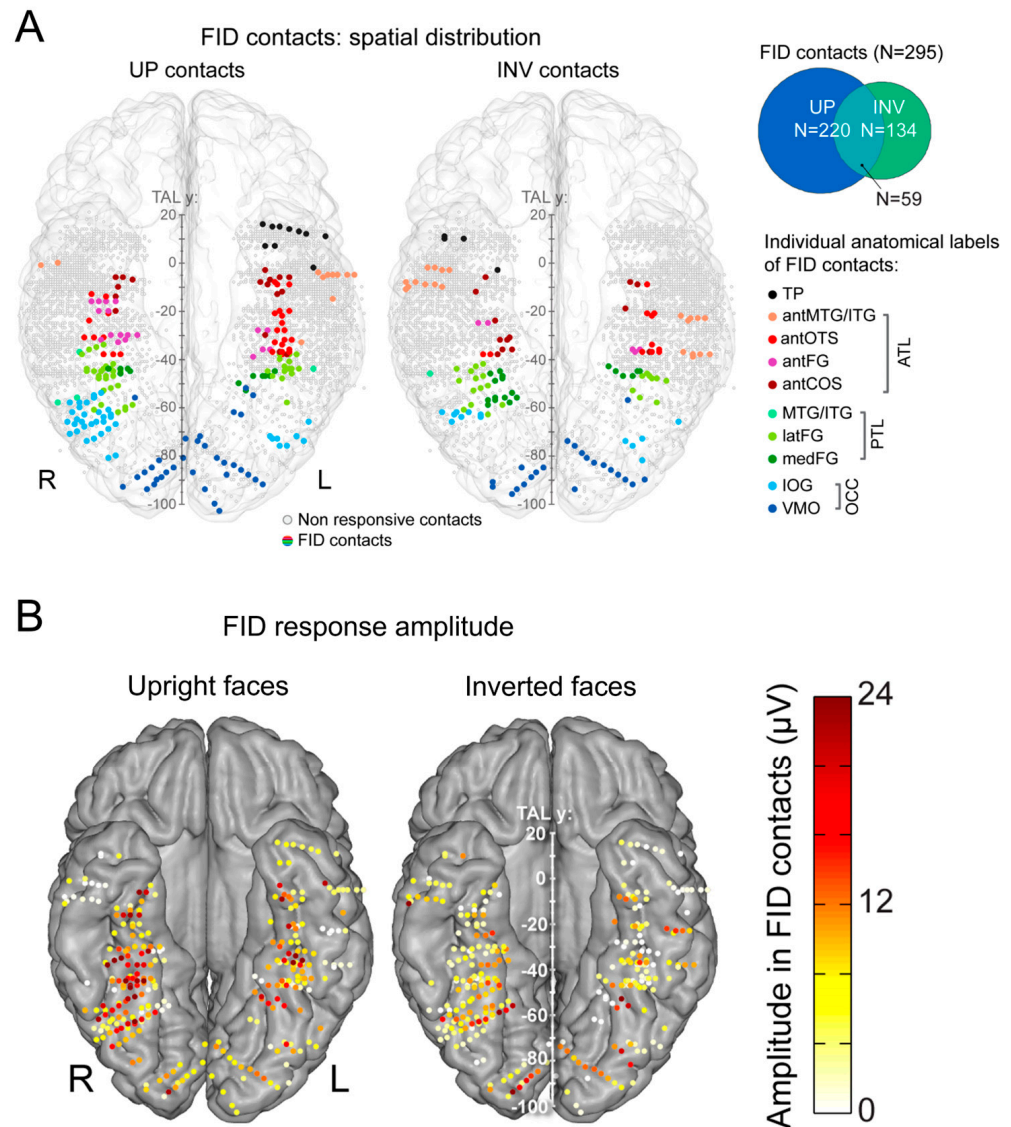 A
FID contacts: spatial distribution
UP contacts
INV contacts
FID contacts (N=295)
UP
INV
N=220
N=134
N=59
TAL y:
20
0
-20
-40
-60
-80
-100
TAL y:
20
0
-20
-40
-60
-80
-100
R
L
Individual anatomical labels
of FID contacts:
TP
antMTG/ITG
antOTS
antFG
antCOS
ATL
MTG/ITG
latFG
medFG
PTL
IOG
VMO
OCC
Non responsive contacts
FID contacts
B
FID response amplitude
Upright faces
Inverted faces
TAL y:
20
0
-20
-40
-60
-80
-100
R
L
Amplitude in FID contacts (µV)
24
12
0